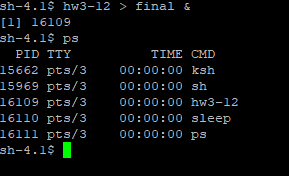 sh-4.1$ hw3-12 > final &
[1] 16109
sh-4.1$ ps
  PID TTY          TIME CMD
15662 pts/3    00:00:00 ksh
15969 pts/3    00:00:00 sh
16109 pts/3    00:00:00 hw3-12
16110 pts/3    00:00:00 sleep
16111 pts/3    00:00:00 ps
sh-4.1$